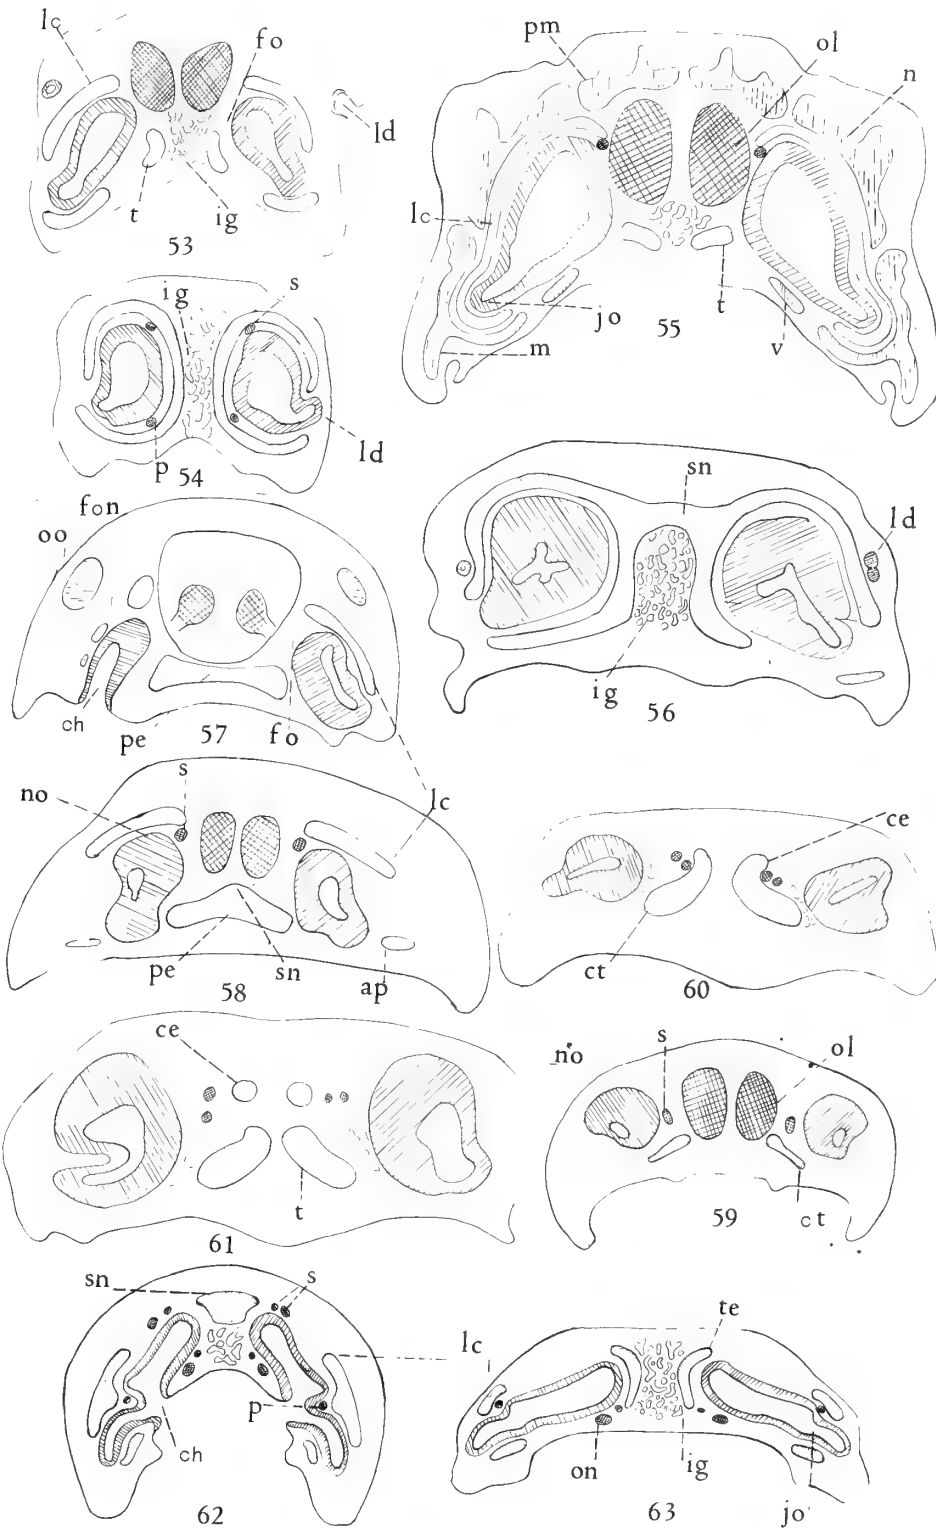 lc
fo
ld
t
ig
53
pm
ol
n
lc
jo
55
t
m
v
ig
s
p
54
ld
sn
ld
ig
56
fon
oo
ch
pe
57
fo
lc
s
no
pe
sn
58
ap
ce
ct
60
ce
t
61
no
s
ol
59
ct
sn
s
lc
p
ch
62
te
on
ig
63
jo